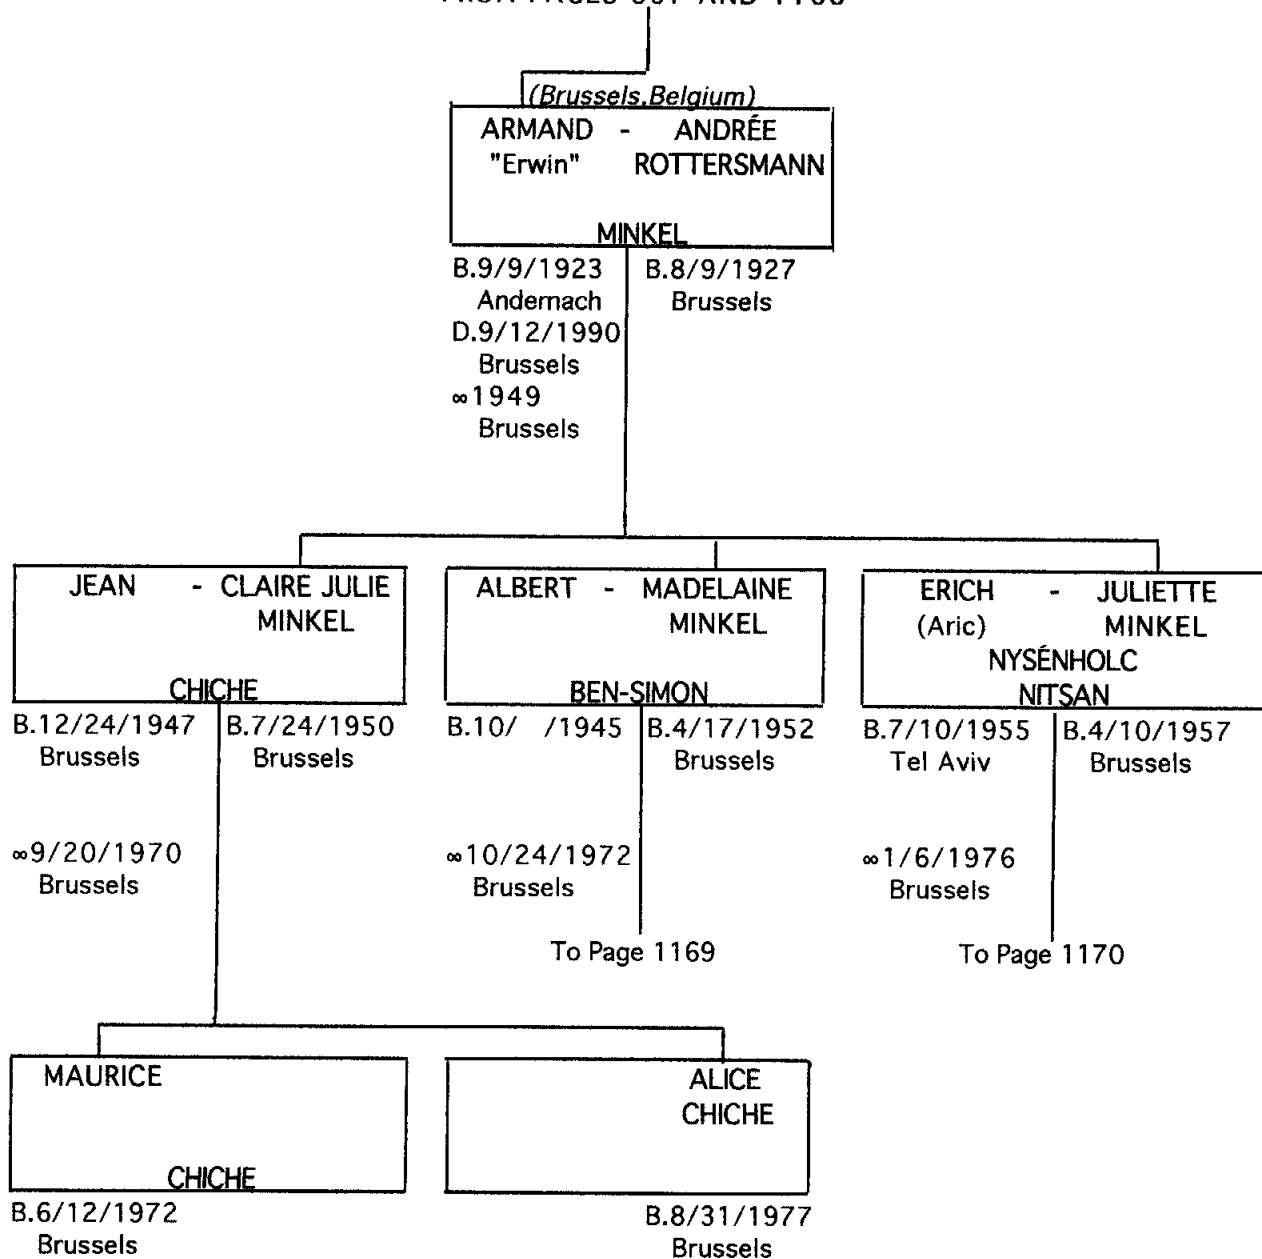 AND 1166
(Brussels.Belgium)
ARMAND - ANDRÉE
"Erwin" ROTTERSMANN
MINKEL
B.9/9/1923 B.8/9/1927
Andernach Brussels
D.9/12/1990
Brussels
∞1949
Brussels
JEAN - CLAIRE JULIE
MINKEL
CHICHE
B.12/24/1947 B.7/24/1950
Brussels Brussels
∞9/20/1970
Brussels
ALBERT - MADELAINE
MINKEL
BEN-SIMON
B.10/ /1945 B.4/17/1952
Brussels
∞10/24/1972
Brussels
To Page 1169
ERICH - JULIETTE
(Aric) MINKEL
NYSÉNHOLC
NITSAN
B.7/10/1955 B.4/10/1957
Tel Aviv Brussels
∞1/6/1976
Brussels
To Page 1170
MAURICE
CHICHE
B.6/12/1972
Brussels
ALICE
CHICHE
B.8/31/1977
Brussels